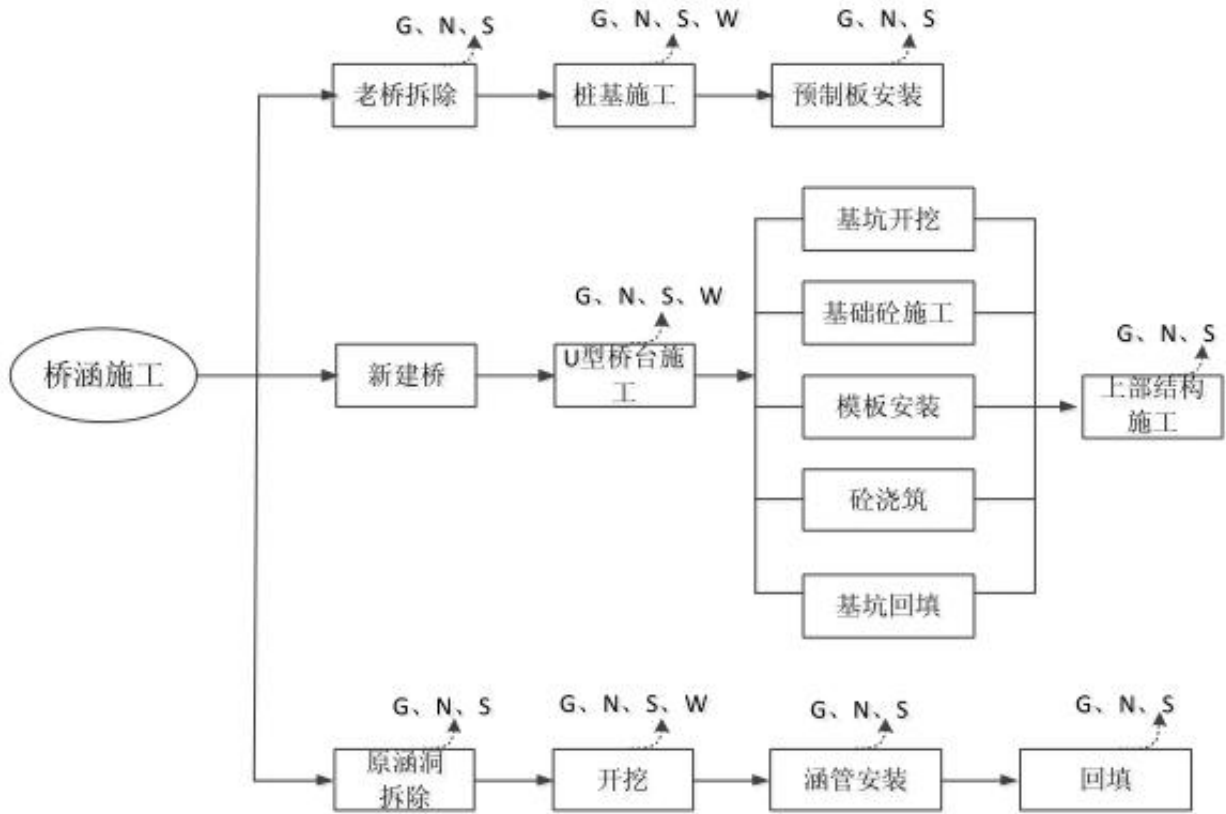 G、N、S
G、N、S、W
G、N、S
老桥拆除
桩基施工
预制板安装
基坑开挖
G、N、S、W
基础砼施工
G、N、S
桥涵施工
新建桥
U型桥台施
工
模板安装
上部结构
施工
砼浇筑
基坑回填
G、N、S
G、N、S、W
G、N、S
G、N、S
原涵洞
拆除
开挖
涵管安装
回填